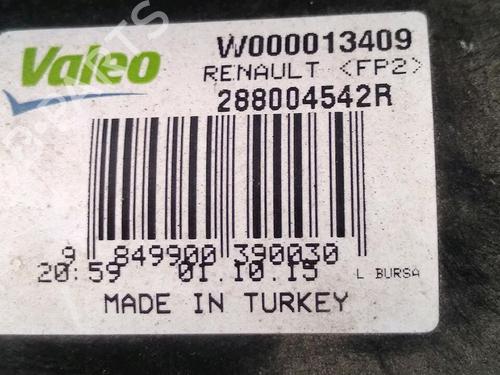 Valeo
W000013409
RENAULT <FP2>
288004542R
9 849900 390030
20:59 01.10.15 L BURSA
MADE IN TURKEY